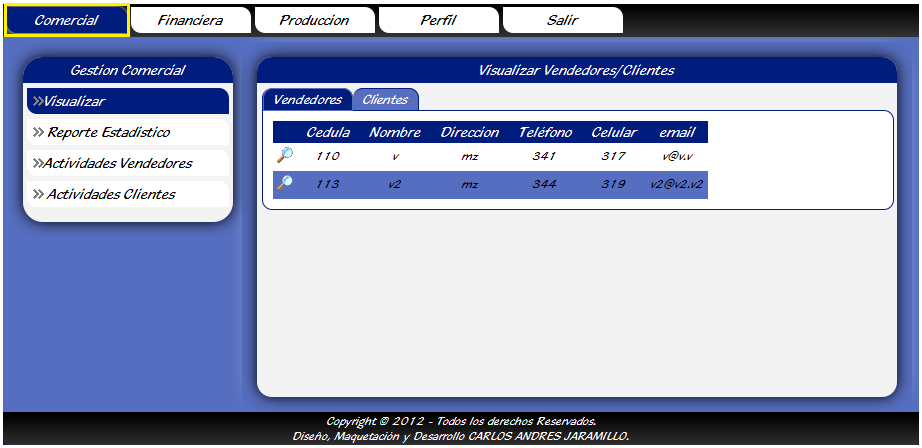 Comercial Financiera Produccion Perfil Salir
Gestion Comercial
Visualizar
Reporte Estadistico
Actividades Vendedores
Actividades Clientes
Visualizar Vendedores/Clientes
Vendedores Clientes
Cedula Nombre Direccion Teléfono Celular email
110 v mz 341 317 v@v.v
113 v2 mz 344 319 v2@v2.v2
Copyright © 2012 - Todos los derechos Reservados.
Diseño, Maquetación y Desarrollo CARLOS ANDRES JARAMILLO.